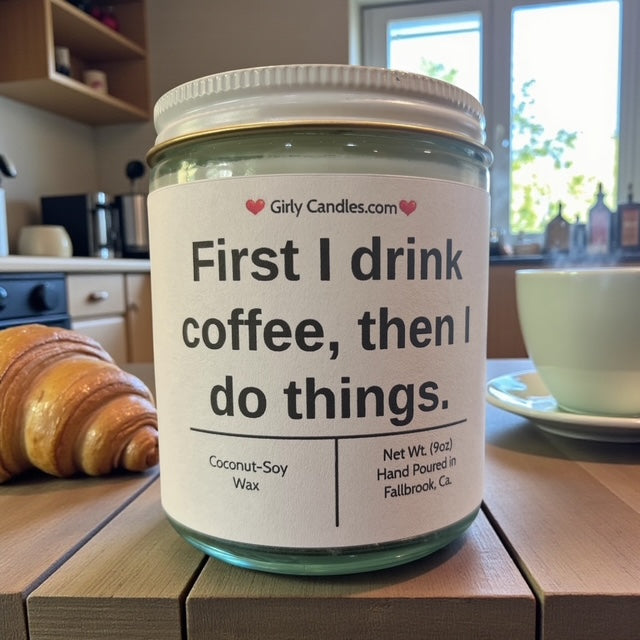 Girly Candles.com
First I drink
coffee, then I
do things.
Coconut-Soy
Wax
Net Wt. (9oz)
Hand Poured in
Fallbrook, Ca.